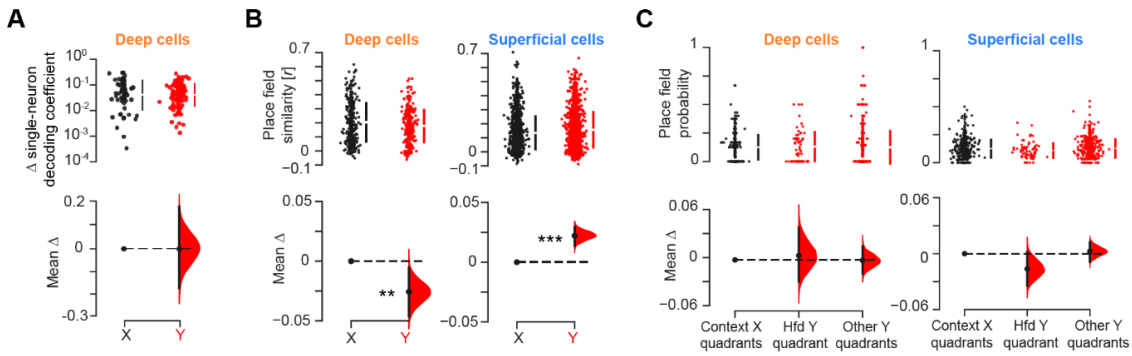 A
B
C
Deep cells
Deep cells
Superficial cells
Deep cells
Superficial cells
Δ single-neuron
decoding coefficient
10⁰
10⁻¹
10⁻²
10⁻³
10⁻⁴
Mean Δ
0.2
0
-0.3
X
Y
Place field
similarity [r]
0.7
0
−0.1
0.7
0
−0.1
Mean Δ
0.05
0
0.05
**
X
Y
0.05
0
0.05
***
X
Y
Place field
probability
1
0
1
0
Mean Δ
0.06
0
−0.06
Context X
quadrants
Hfd Y
quadrant
Other Y
quadrants
0.06
0
−0.06
Context X
quadrants
Hfd Y
quadrant
Other Y
quadrants